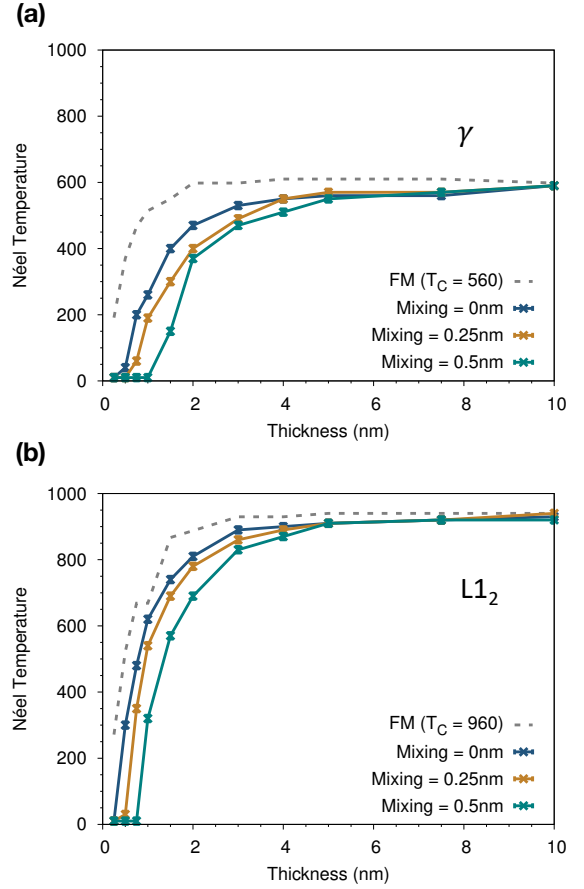 (a)
1000
800
600
400
200
0
Néel Temperature
γ
FM (T_C = 560)
Mixing = 0nm
Mixing = 0.25nm
Mixing = 0.5nm
0 2 4 6 8 10
Thickness (nm)
(b)
1000
800
600
400
200
0
Néel Temperature
L1₂
FM (T_C = 960)
Mixing = 0nm
Mixing = 0.25nm
Mixing = 0.5nm
0 2 4 6 8 10
Thickness (nm)